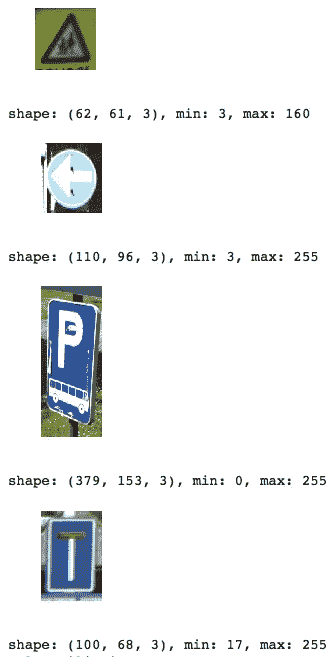 shape: (62, 61, 3), min: 3, max: 160
shape: (110, 96, 3), min: 3, max: 255
P
shape: (379, 153, 3), min: 0, max: 255
shape: (100, 68, 3), min: 17, max: 255